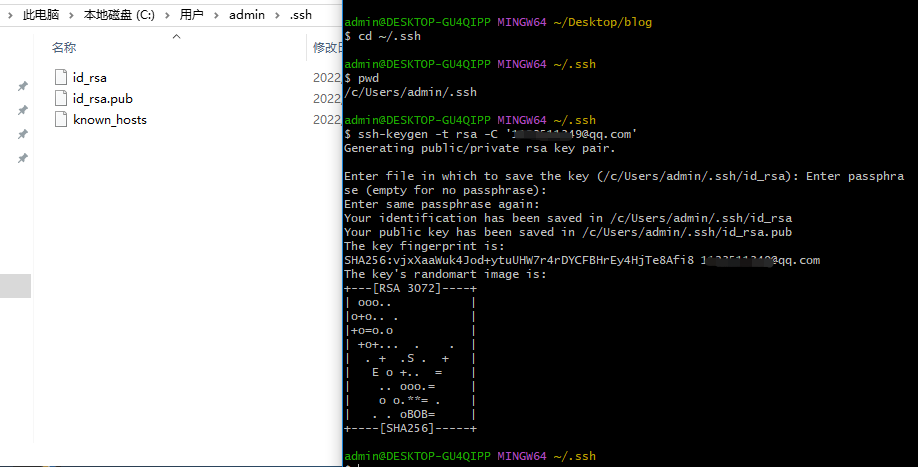 此电脑 > 本地磁盘 (C:) > 用户 > admin > .ssh
名称
修改日
id_rsa 2022
id_rsa.pub 2022
known_hosts 2022
admin@DESKTOP-GU4QIPP MINGW64 ~/Desktop/blog
$ cd ~/.ssh
admin@DESKTOP-GU4QIPP MINGW64 ~/.ssh
$ pwd
/c/Users/admin/.ssh
admin@DESKTOP-GU4QIPP MINGW64 ~/.ssh
$ ssh-keygen -t rsa -C '@qq.com'
Generating public/private rsa key pair.
Enter file in which to save the key (/c/Users/admin/.ssh/id_rsa): Enter passphra
se (empty for no passphrase):
Enter same passphrase again:
Your identification has been saved in /c/Users/admin/.ssh/id_rsa
Your public key has been saved in /c/Users/admin/.ssh/id_rsa.pub
The key fingerprint is:
SHA256:vjxXaaWuk4Jod+ytuUHW7r4rDYCFBHrEy4HjTe8Afi8 @qq.com
The key's randomart image is:
+---[RSA 3072]----+
| ooo..           |
|o+o.. .          |
|+o=o.o           |
| +o+...  .    .  |
|  . +  .S .  +   |
|   E o +..  =    |
|    .. ooo.=     |
|    o o.**= .    |
|   . . oBOB=     |
+----[SHA256]-----+
admin@DESKTOP-GU4QIPP MINGW64 ~/.ssh